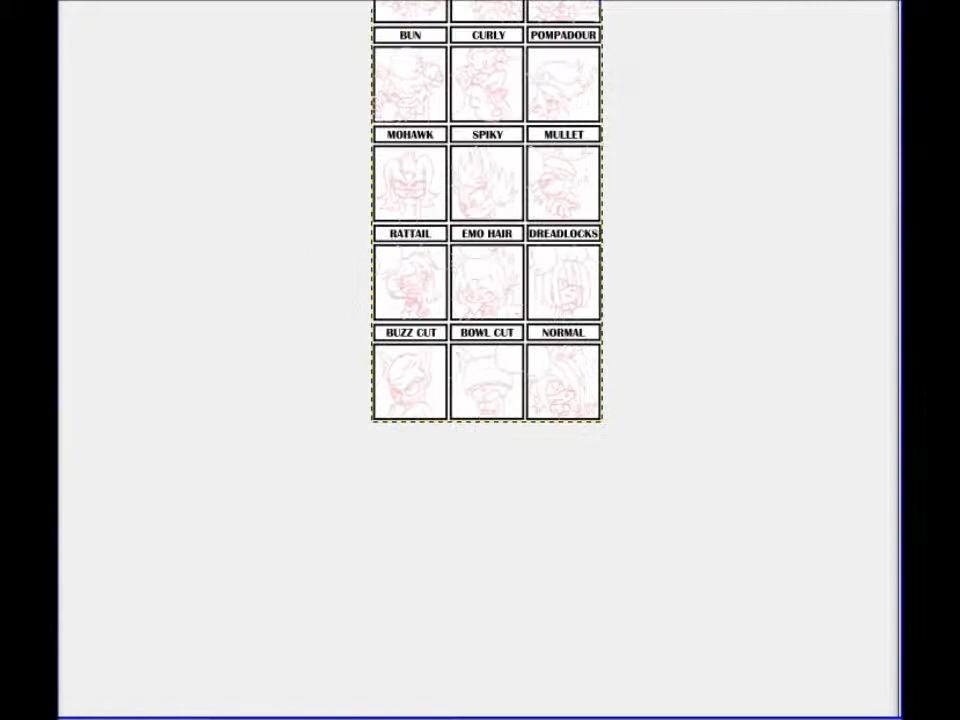 BUN CURLY POMPADOUR
MOHAWK SPIKY MULLET
RATTAIL EMO HAIR DREADLOCKS
BUZZ CUT BOWL CUT NORMAL